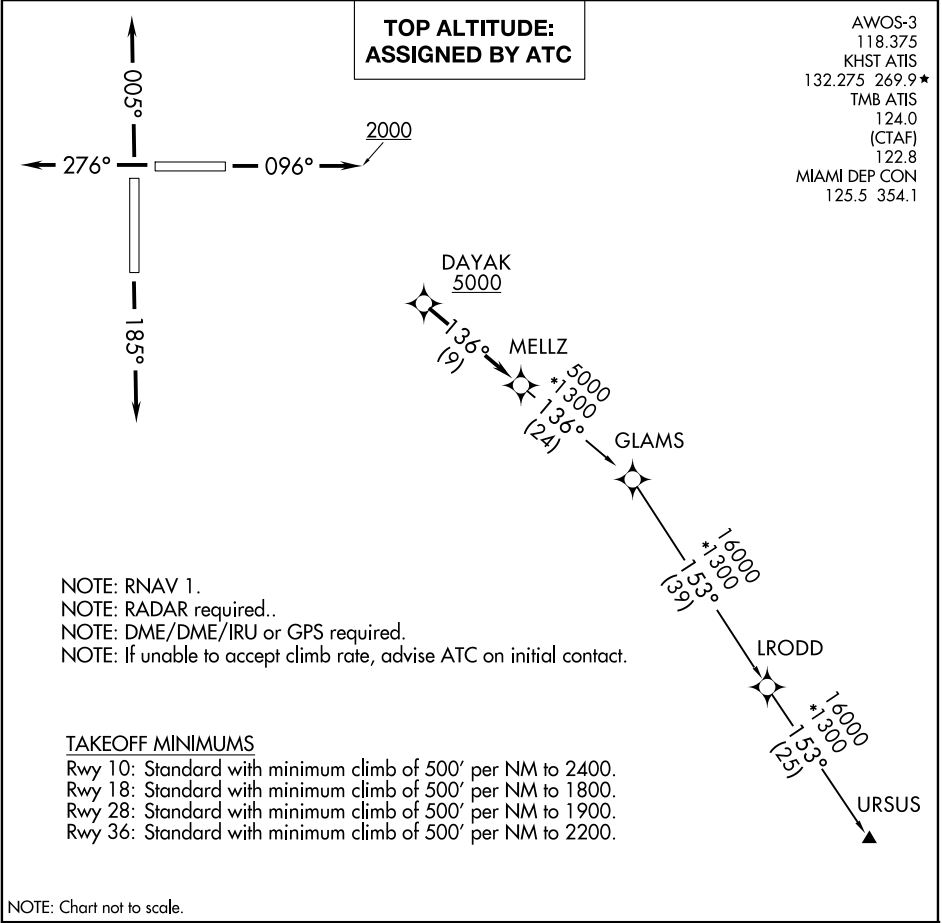 TOP ALTITUDE:
ASSIGNED BY ATC
AWOS-3
118.375
KHST ATIS
132.275 269.9★
TMB ATIS
124.0
(CTAF)
122.8
MIAMI DEP CON
125.5 354.1
005°
276°
096°
2000
185°
DAYAK
5000
136°
(9)
MELLZ
5000
*1300
136°
(24)
GLAMS
16000
*1300
153°
(39)
LRODD
16000
*1300
153°
(25)
URSUS
NOTE: RNAV 1.
NOTE: RADAR required..
NOTE: DME/DME/IRU or GPS required.
NOTE: If unable to accept climb rate, advise ATC on initial contact.
TAKEOFF MINIMUMS
Rwy 10: Standard with minimum climb of 500' per NM to 2400.
Rwy 18: Standard with minimum climb of 500' per NM to 1800.
Rwy 28: Standard with minimum climb of 500' per NM to 1900.
Rwy 36: Standard with minimum climb of 500' per NM to 2200.
NOTE: Chart not to scale.